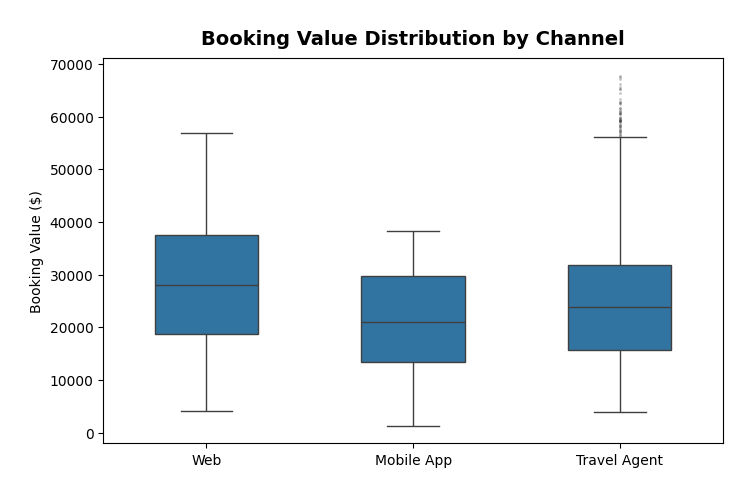 Booking Value Distribution by Channel
Booking Value ($)
70000
60000
50000
40000
30000
20000
10000
0
Web
Mobile App
Travel Agent